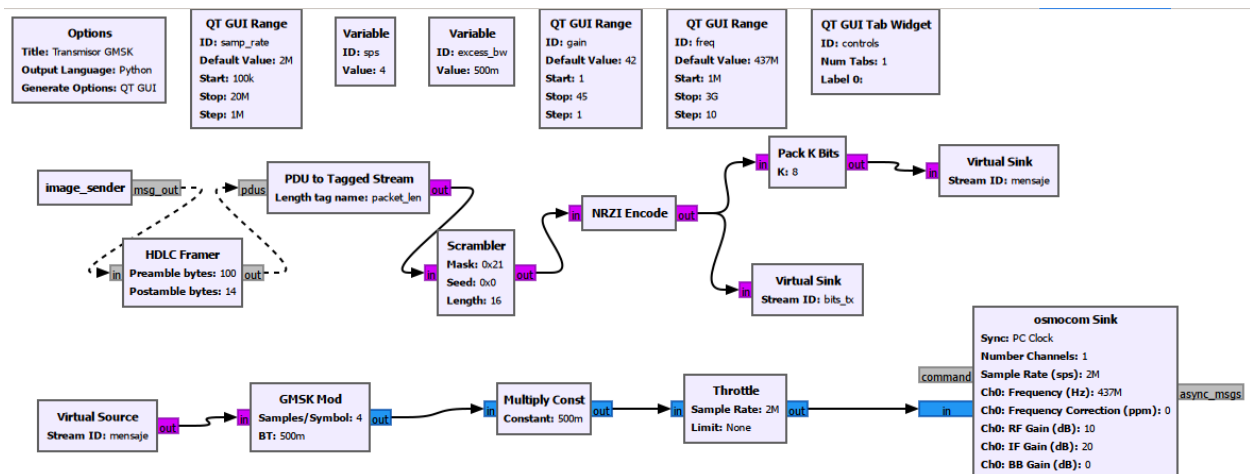 Options
Title: Transmisor GMSK
Output Language: Python
Generate Options: QT GUI
QT GUI Range
ID: samp_rate
Default Value: 2M
Start: 100k
Stop: 20M
Step: 1M
Variable
ID: sps
Value: 4
Variable
ID: excess_bw
Value: 500m
QT GUI Range
ID: gain
Default Value: 42
Start: 1
Stop: 45
Step: 1
QT GUI Range
ID: freq
Default Value: 437M
Start: 1M
Stop: 3G
Step: 10
QT GUI Tab Widget
ID: controls
Num Tabs: 1
Label 0:
image_sender
msg_out
HDLC Framer
in
Preamble bytes: 100
out
Postamble bytes: 14
PDU to Tagged Stream
pdus
Length tag name: packet_len
out
Scrambler
Mask: 0x21
in
Seed: 0x0
out
Length: 16
in
NRZI Encode
out
Pack K Bits
in
K: 8
out
Virtual Sink
in
Stream ID: mensaje
Virtual Sink
in
Stream ID: bits_tx
Virtual Source
Stream ID: mensaje
out
GMSK Mod
in
Samples/Symbol: 4
out
BT: 500m
Multiply Const
in
Constant: 500m
out
Throttle
in
Sample Rate: 2M
out
Limit: None
osmocom Sink
Sync: PC Clock
Number Channels: 1
command
Sample Rate (sps): 2M
Ch0: Frequency (Hz): 437M
async_msgs
in
Ch0: Frequency Correction (ppm): 0
Ch0: RF Gain (dB): 10
Ch0: IF Gain (dB): 20
Ch0: BB Gain (dB): 0